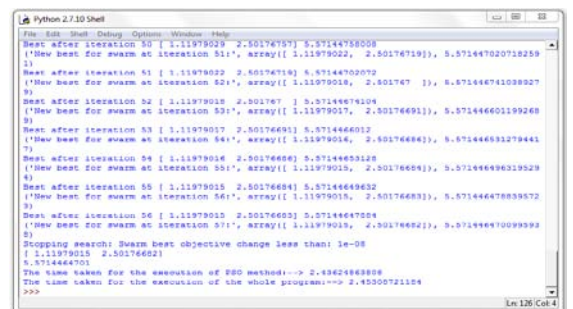 Python 2.7.10 Shell
File Edit Shell Debug Options Window Help
Best after iteration 50 [ 1.11979029 2.50176757] 5.57144758008
('New best for swarm at iteration 51:', array([ 1.11979022, 2.50176719]), 5.571447020718259
1)
Best after iteration 51 [ 1.11979022 2.50176719] 5.57144702072
('New best for swarm at iteration 52:', array([ 1.11979018, 2.501767 ]), 5.571446741038927
9)
Best after iteration 52 [ 1.11979018 2.501767 ] 5.57144674104
('New best for swarm at iteration 53:', array([ 1.11979017, 2.50176691]), 5.571446601199268
9)
Best after iteration 53 [ 1.11979017 2.50176691] 5.5714466012
('New best for swarm at iteration 54:', array([ 1.11979016, 2.50176686]), 5.571446531279441
7)
Best after iteration 54 [ 1.11979016 2.50176686] 5.57144653128
('New best for swarm at iteration 55:', array([ 1.11979015, 2.50176684]), 5.571446496319529
4)
Best after iteration 55 [ 1.11979015 2.50176684] 5.57144649632
('New best for swarm at iteration 56:', array([ 1.11979015, 2.50176683]), 5.571446478839572
3)
Best after iteration 56 [ 1.11979015 2.50176683] 5.57144647884
('New best for swarm at iteration 57:', array([ 1.11979015, 2.50176682]), 5.571446470099593
8)
Stopping search: Swarm best objective change less than: 1e-08
[ 1.11979015 2.50176682]
5.5714464701
The time taken for the execution of PSO method:--> 2.43624863808
The time taken for the execution of the whole program:--> 2.45308721184
>>>
Ln: 126 Col: 4